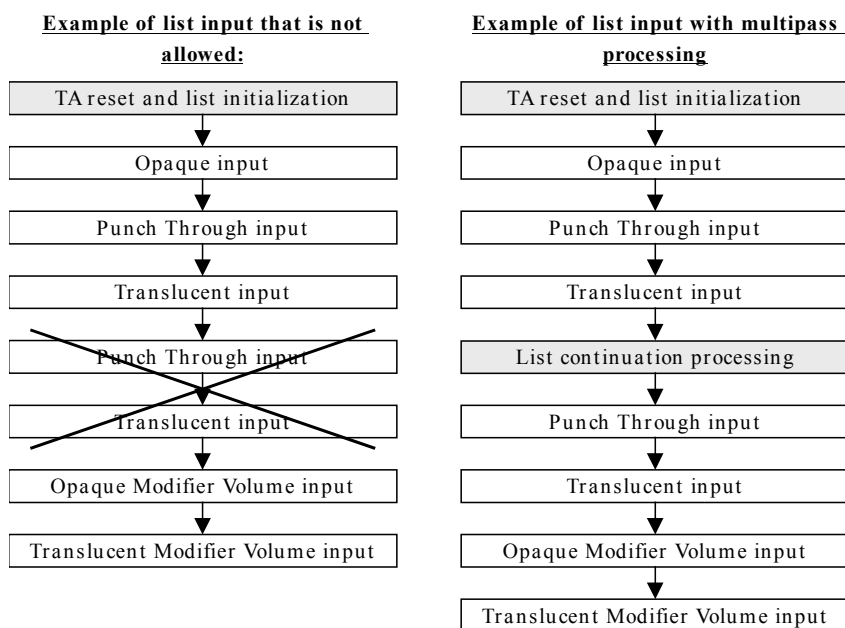 Example of list input that is not
allowed:
TA reset and list initialization
Opaque input
Punch Through input
Translucent input
Punch Through input
Translucent input
Opaque Modifier Volume input
Translucent Modifier Volume input
Example of list input with multipass
processing
TA reset and list initialization
Opaque input
Punch Through input
Translucent input
List continuation processing
Punch Through input
Translucent input
Opaque Modifier Volume input
Translucent Modifier Volume input